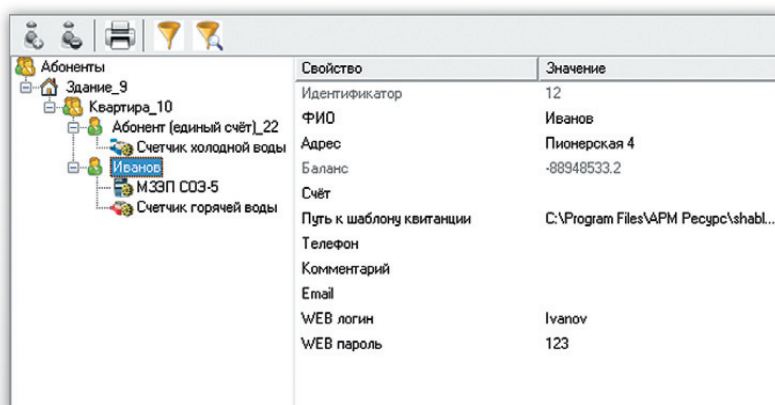 Абоненты
Здание_9
Квартира_10
Абонент (единый счёт)_22
Счетчик холодной воды
Иванов
МЗЭП СОЭ-5
Счетчик горячей воды
Свойство Значение
Идентификатор 12
ФИО Иванов
Адрес Пионерская 4
Баланс -88948533.2
Счёт
Путь к шаблону квитанции C:\Program Files\АРМ Ресурс\shabl...
Телефон
Комментарий
Email
WEB логин Ivanov
WEB пароль 123